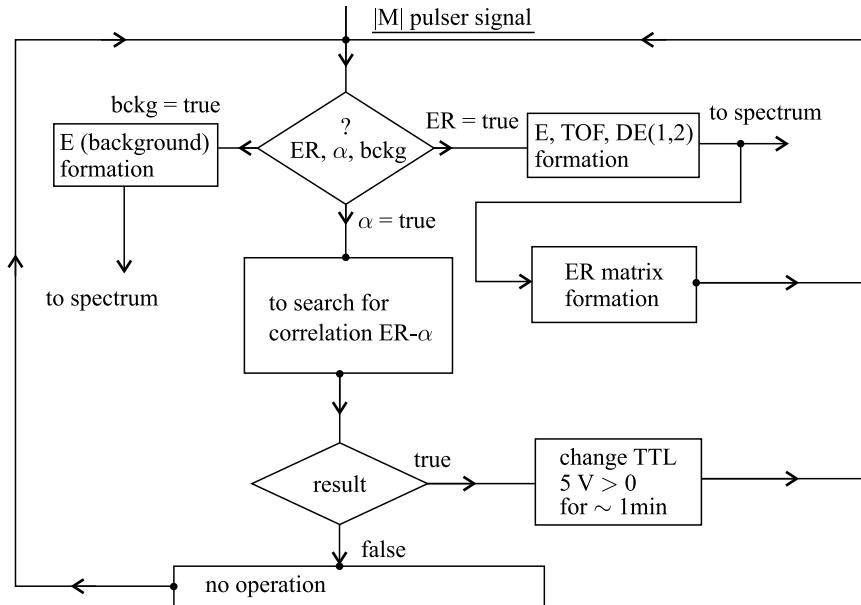 |M| pulser signal
bckg = true
E (background)
formation
?
ER, α, bckg
ER = true
E, TOF, DE(1,2)
formation
to spectrum
α = true
to spectrum
to search for
correlation ER-α
ER matrix
formation
result
true
change TTL
5 V > 0
for ∼ 1min
false
no operation